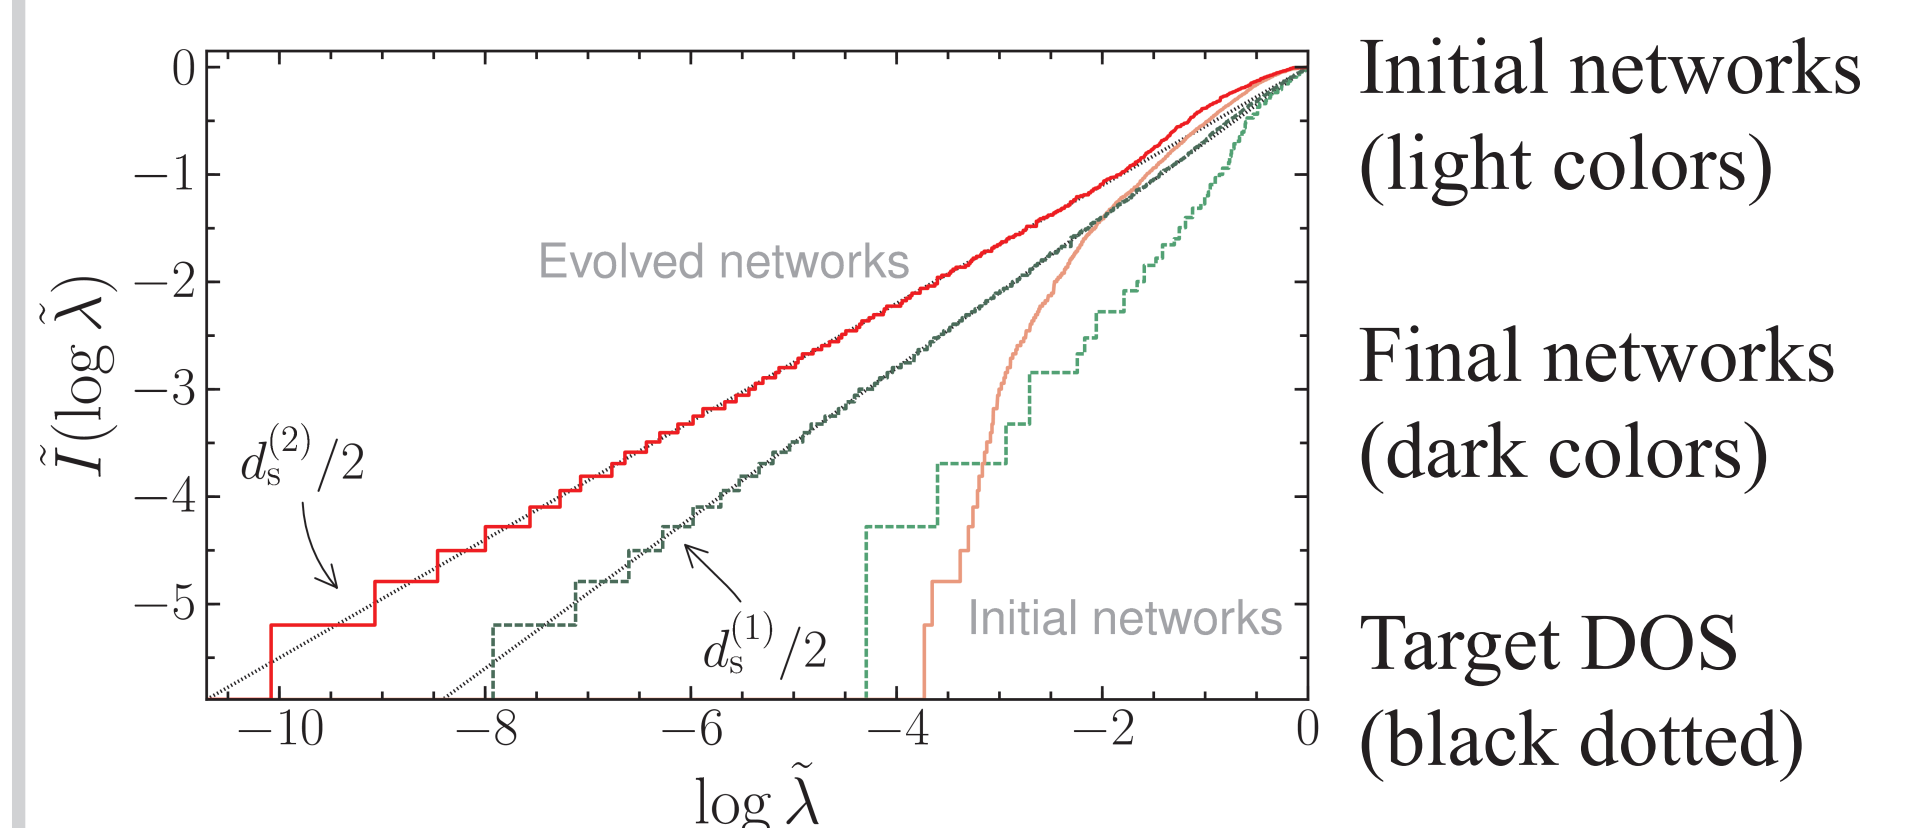 0
−1
−2
−3
−4
−5
Ĩ(log λ̃)
Evolved networks
d_s^(2)/2
d_s^(1)/2
Initial networks
−10 −8 −6 −4 −2 0
log λ̃
Initial networks
(light colors)
Final networks
(dark colors)
Target DOS
(black dotted)